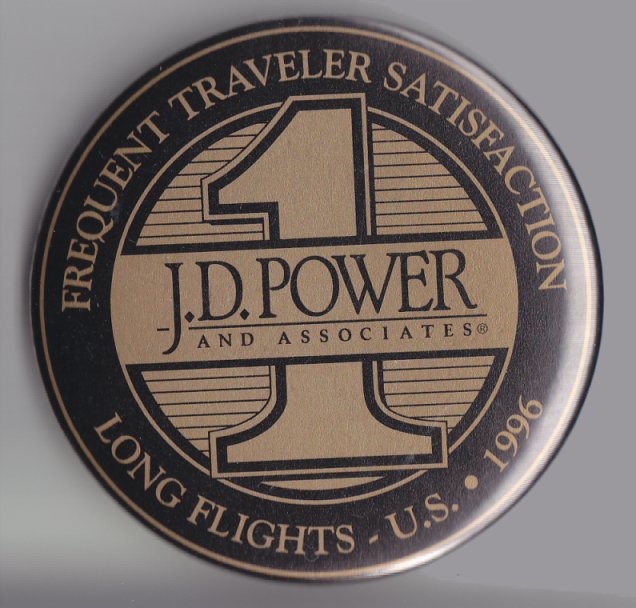 FREQUENT TRAVELER SATISFACTION
1
J.D. POWER
AND ASSOCIATES®
LONG FLIGHTS - U.S. • 1996